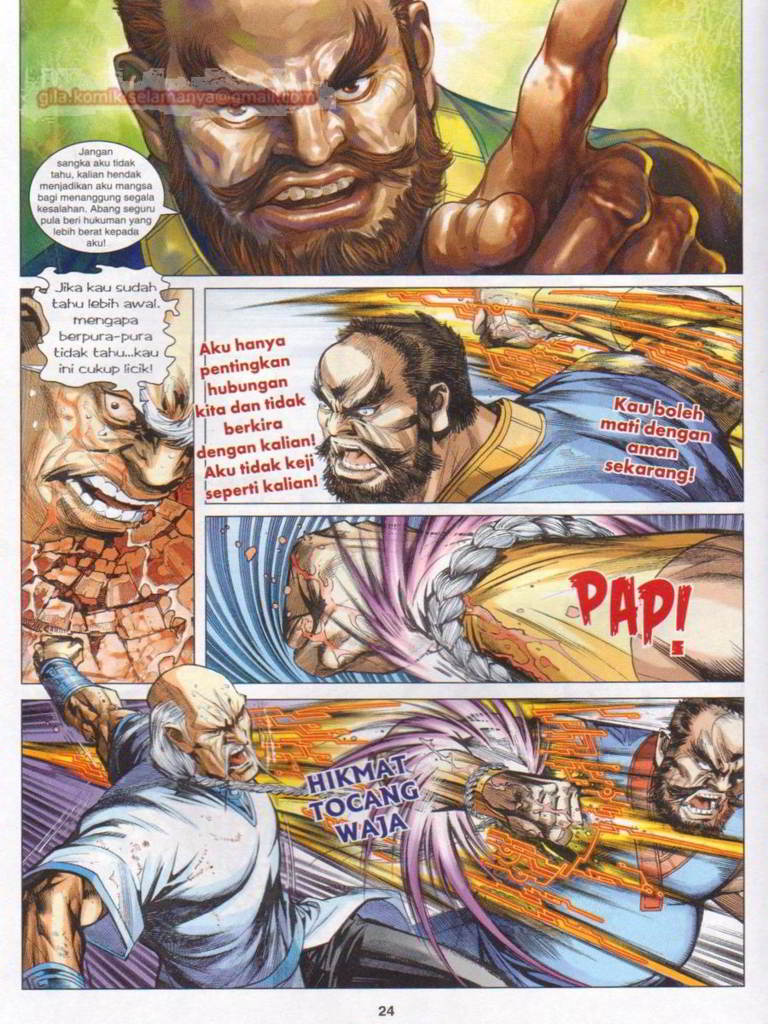 gila.komik.selamanya@gmail.com
Jangan
sangka aku tidak
tahu, kalian hendak
menjadikan aku mangsa
bagi menanggung segala
kesalahan. Abang seguru
pula beri hukuman yang
lebih berat kepada
aku!
Jika kau sudah
tahu lebih awal,
mengapa
berpura-pura
tidak tahu...kau
ini cukup licik!
Aku hanya
pentingkan
hubungan
kita dan tidak
berkira
dengan kalian!
Aku tidak keji
seperti kalian!
Kau boleh
mati dengan
aman
sekarang!
PAP!
HIKMAT
TOCANG
WAJA
24